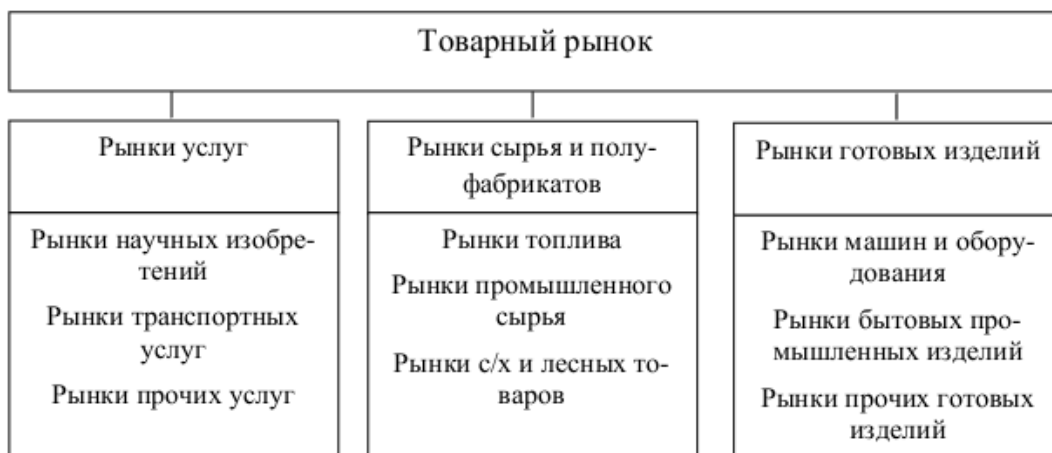 Товарный рынок
Рынки услуг
Рынки научных изобре-
тений
Рынки транспортных
услуг
Рынки прочих услуг
Рынки сырья и полу-
фабрикатов
Рынки топлива
Рынки промышленного
сырья
Рынки с/х и лесных то-
варов
Рынки готовых изделий
Рынки машин и обору-
дования
Рынки бытовых про-
мышленных изделий
Рынки прочих готовых
изделий